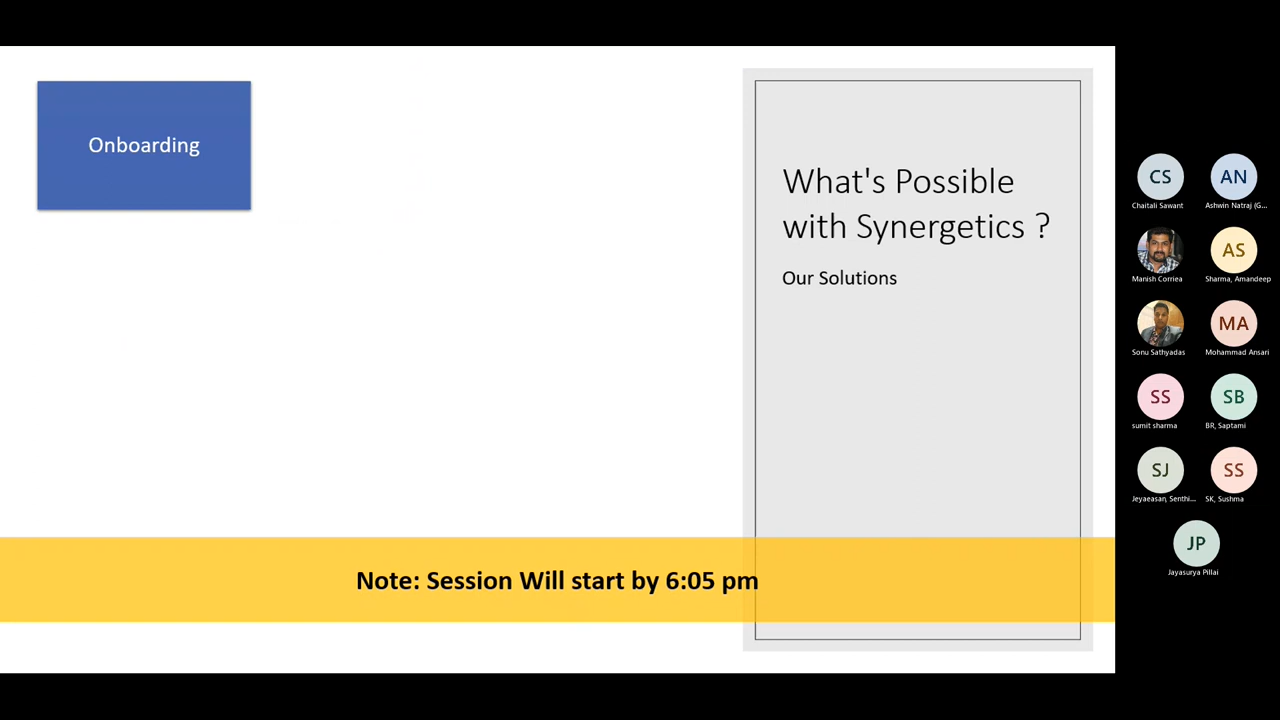 Onboarding
What's Possible
with Synergetics ?
Our Solutions
Note: Session Will start by 6:05 pm
CS
Chaitali Sawant
AN
Ashwin Natraj (G...
Manish Corriea
AS
Sharma, Amandeep
Sonu Sathyadas
MA
Mohammad Ansari
SS
sumit sharma
SB
BR, Saptami
SJ
Jeyaeasan, Senthi...
SS
SK, Sushma
JP
Jayasurya Pillai